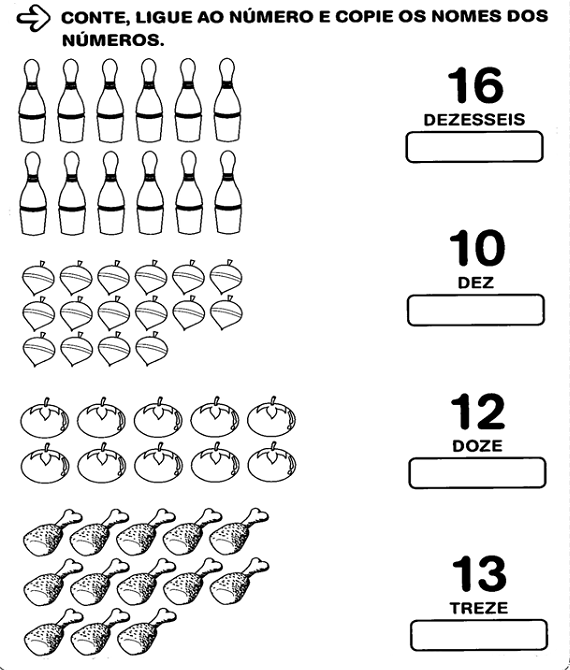 CONTE, LIGUE AO NÚMERO E COPIE OS NOMES DOS
NÚMEROS.
16
DEZESSEIS
10
DEZ
12
DOZE
13
TREZE